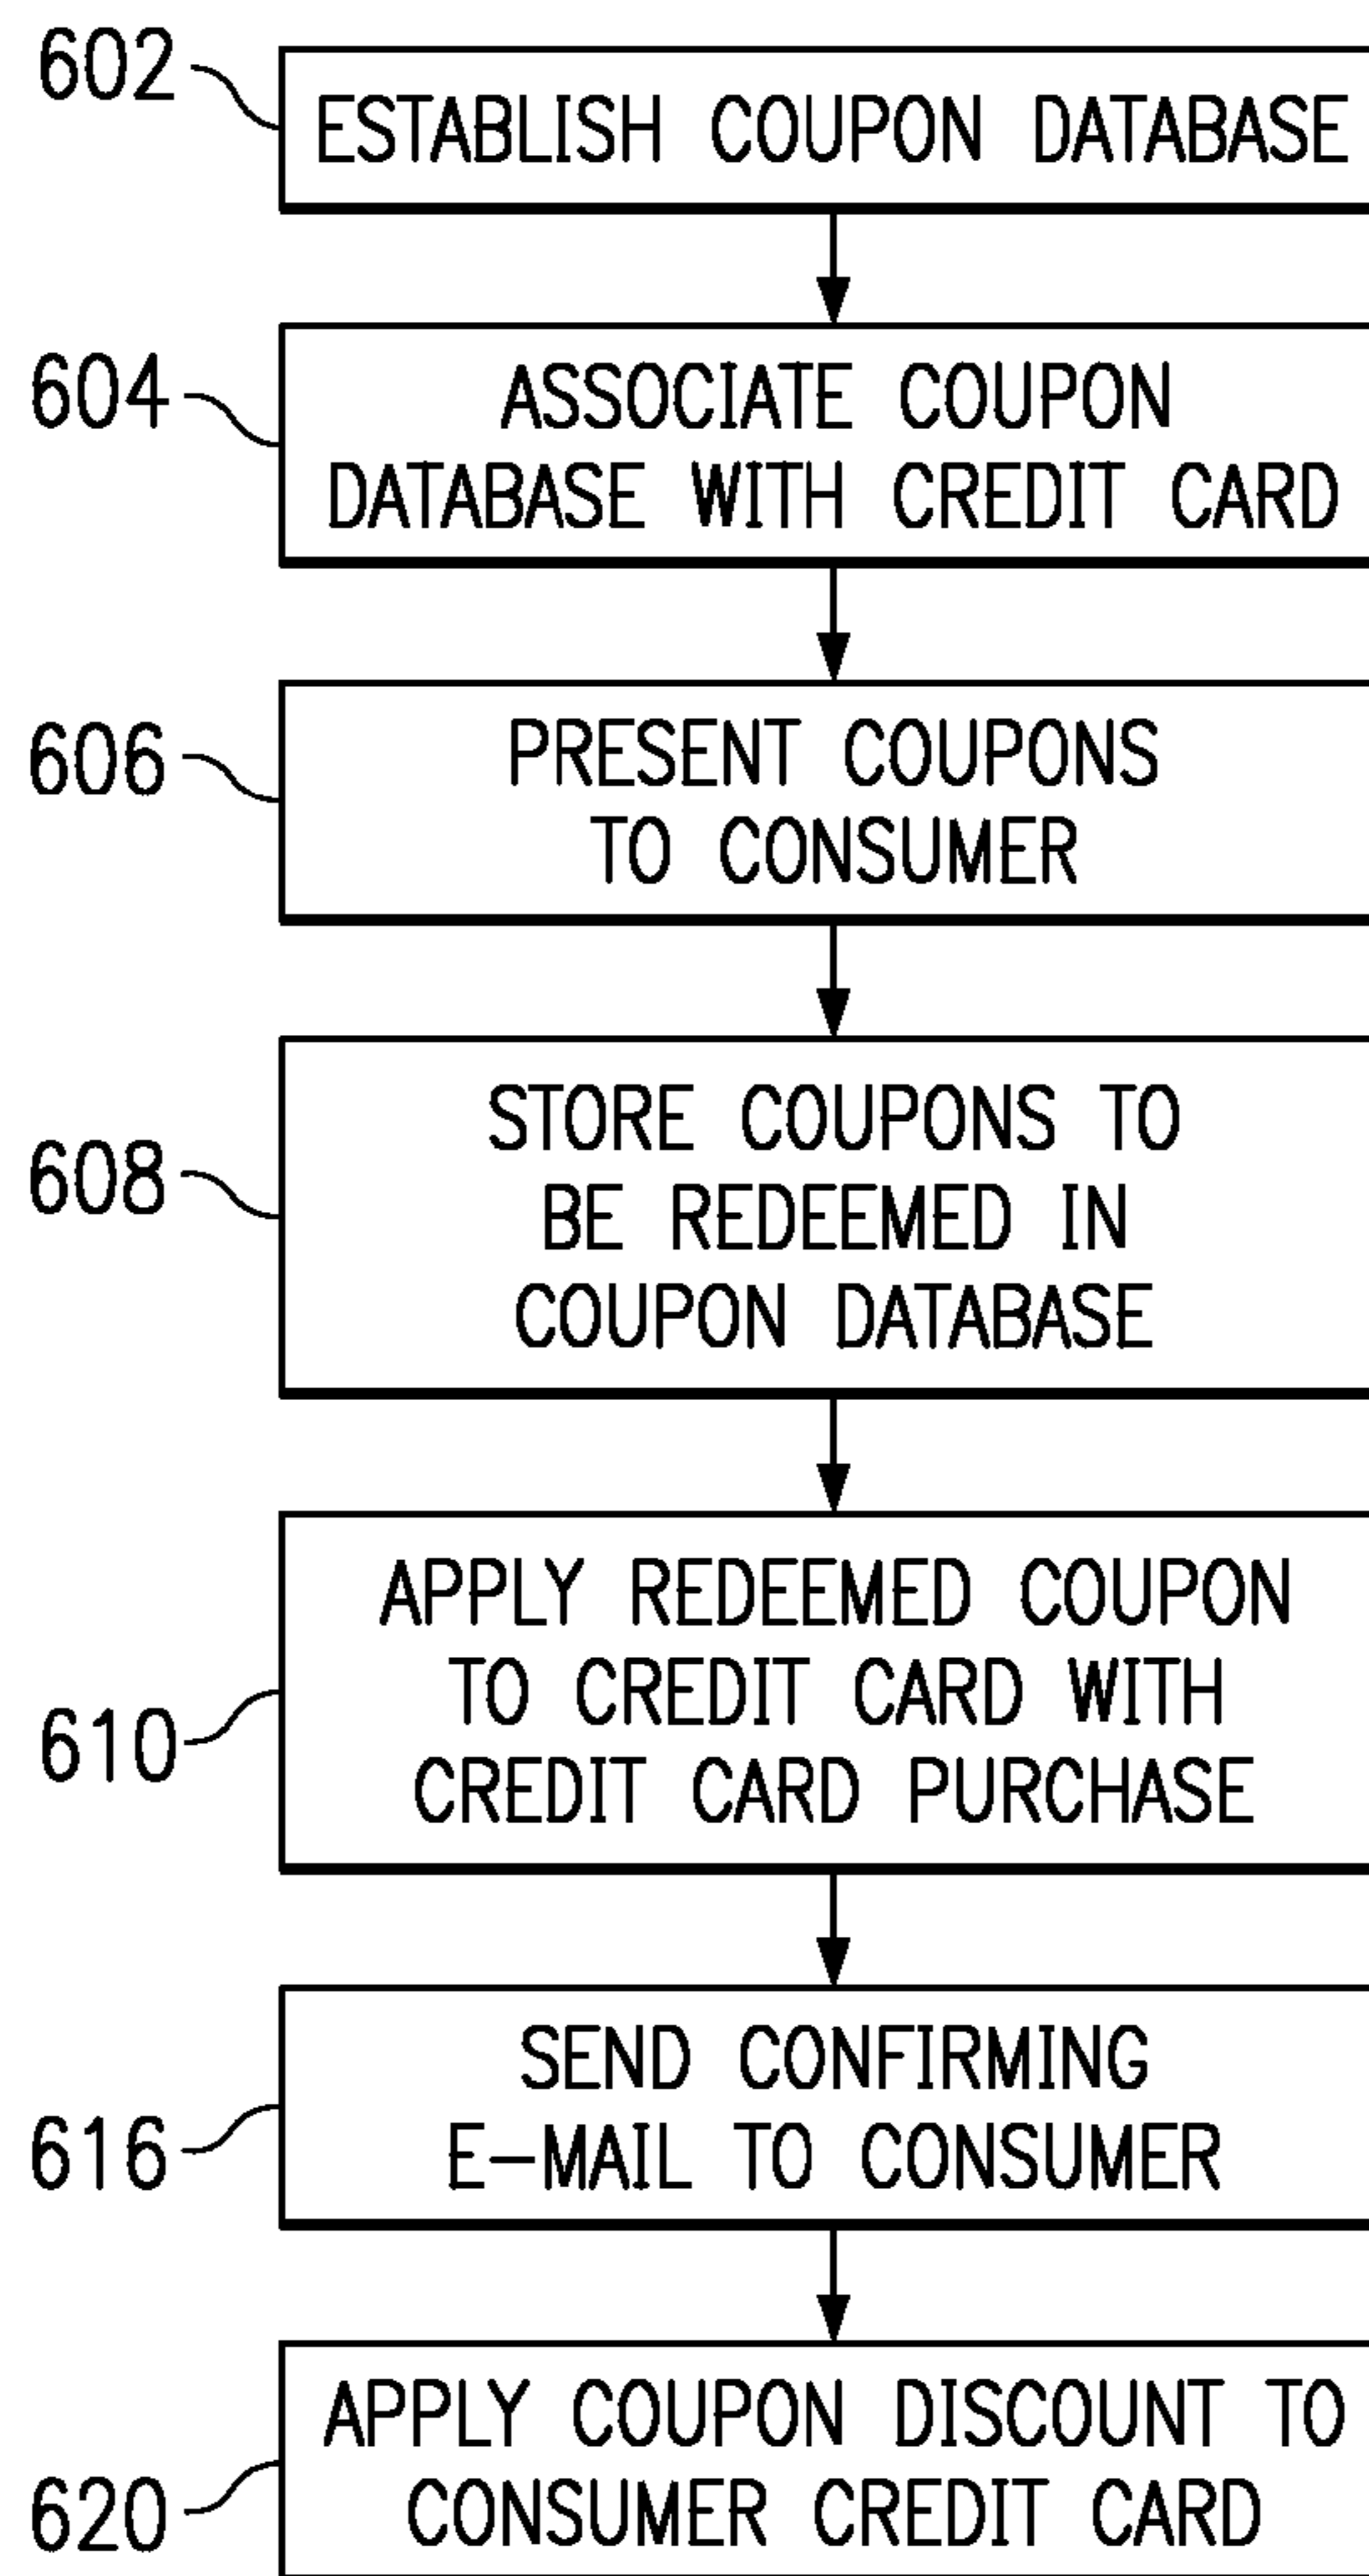 602
ESTABLISH COUPON DATABASE
604
ASSOCIATE COUPON
DATABASE WITH CREDIT CARD
606
PRESENT COUPONS
TO CONSUMER
608
STORE COUPONS TO
BE REDEEMED IN
COUPON DATABASE
610
APPLY REDEEMED COUPON
TO CREDIT CARD WITH
CREDIT CARD PURCHASE
616
SEND CONFIRMING
E-MAIL TO CONSUMER
620
APPLY COUPON DISCOUNT TO
CONSUMER CREDIT CARD